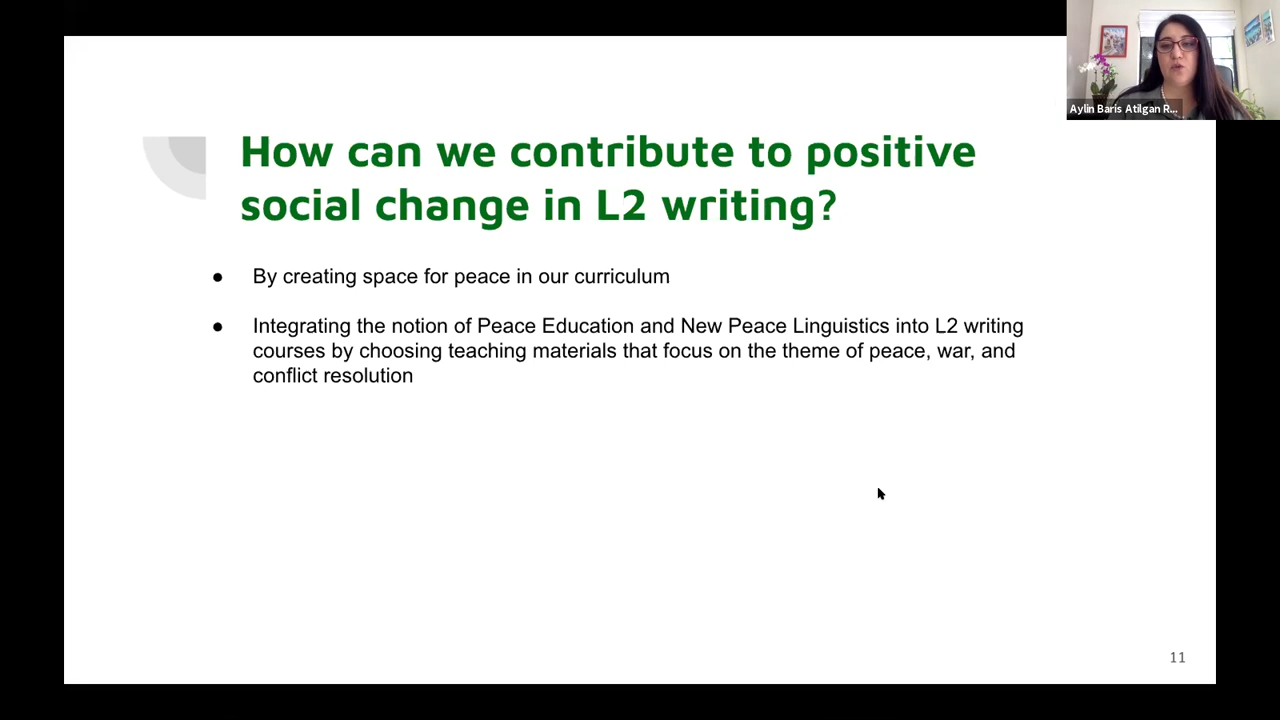 Aylin Baris Atilgan R...
How can we contribute to positive
social change in L2 writing?
● By creating space for peace in our curriculum
● Integrating the notion of Peace Education and New Peace Linguistics into L2 writing
courses by choosing teaching materials that focus on the theme of peace, war, and
conflict resolution
11